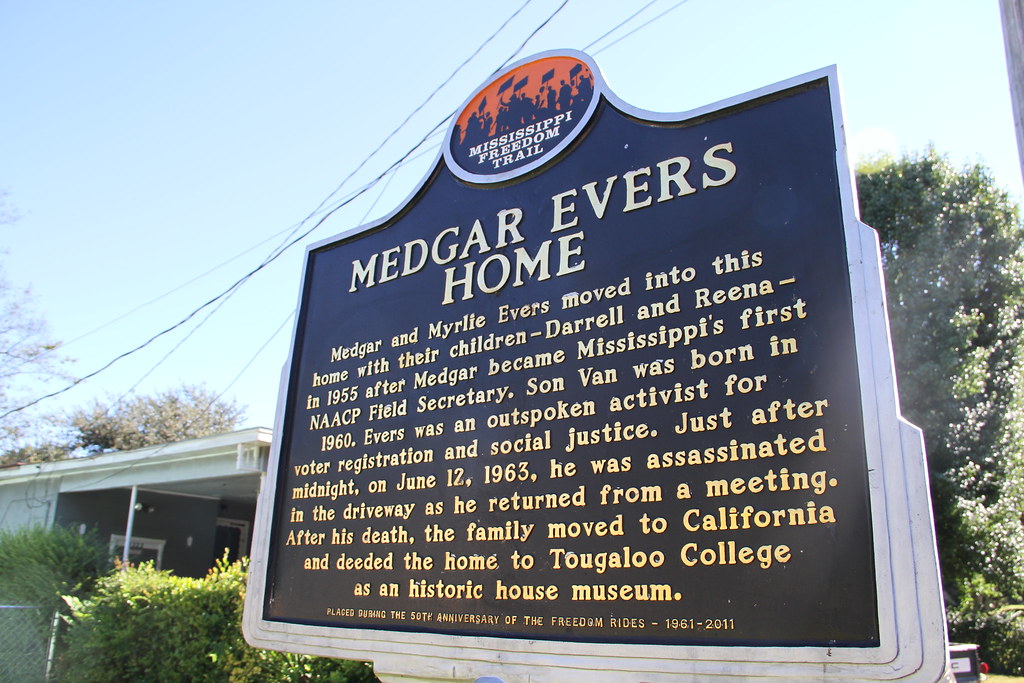 MISSISSIPPI
FREEDOM
TRAIL
MEDGAR EVERS
HOME
Medgar and Myrlie Evers moved into this
home with their children—Darrell and Reena—
in 1955 after Medgar became Mississippi's first
NAACP Field Secretary. Son Van was born in
1960. Evers was an outspoken activist for
voter registration and social justice. Just after
midnight, on June 12, 1963, he was assassinated
in the driveway as he returned from a meeting.
After his death, the family moved to California
and deeded the home to Tougaloo College
as an historic house museum.
PLACED DURING THE 50TH ANNIVERSARY OF THE FREEDOM RIDES - 1961-2011